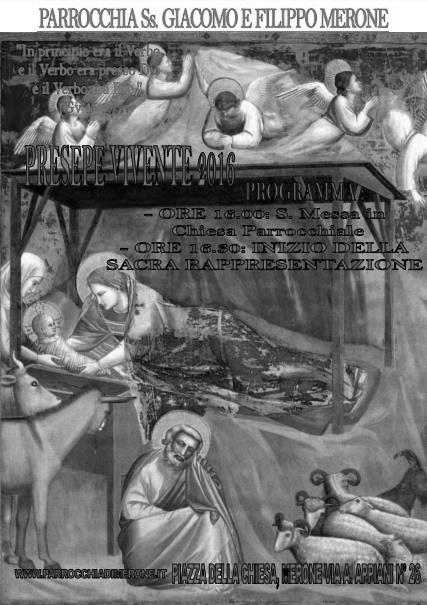 PARROCCHIA Ss. GIACOMO E FILIPPO MERONE
"In principio era il Verbo
e il Verbo era presso
e il Verbo era
PRESEPE VIVENTE 2016
PROGRAMMA
- ORE 16.00: S. Messa in
Chiesa Parrocchiale
- ORE 16.30: INIZIO DELLA
SACRA RAPPRESENTAZIONE
WWW.PARROCCHIADIMERONE.IT PIAZZA DELLA CHIESA, MERONE VIA A. APPIANI N° 26